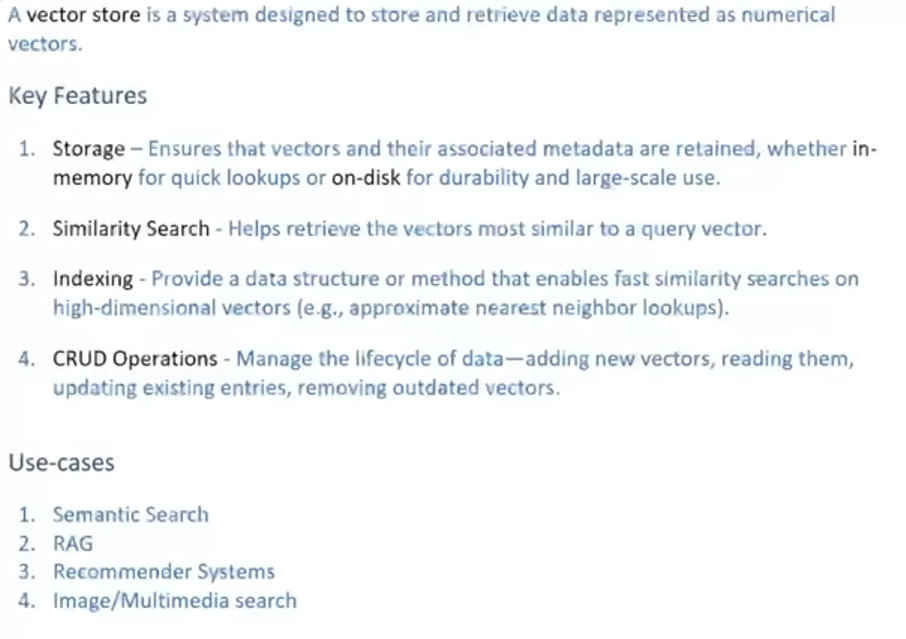 A vector store is a system designed to store and retrieve data represented as numerical
vectors.
Key Features
1. Storage – Ensures that vectors and their associated metadata are retained, whether in-
memory for quick lookups or on-disk for durability and large-scale use.
2. Similarity Search - Helps retrieve the vectors most similar to a query vector.
3. Indexing - Provide a data structure or method that enables fast similarity searches on
high-dimensional vectors (e.g., approximate nearest neighbor lookups).
4. CRUD Operations - Manage the lifecycle of data—adding new vectors, reading them,
updating existing entries, removing outdated vectors.
Use-cases
1. Semantic Search
2. RAG
3. Recommender Systems
4. Image/Multimedia search